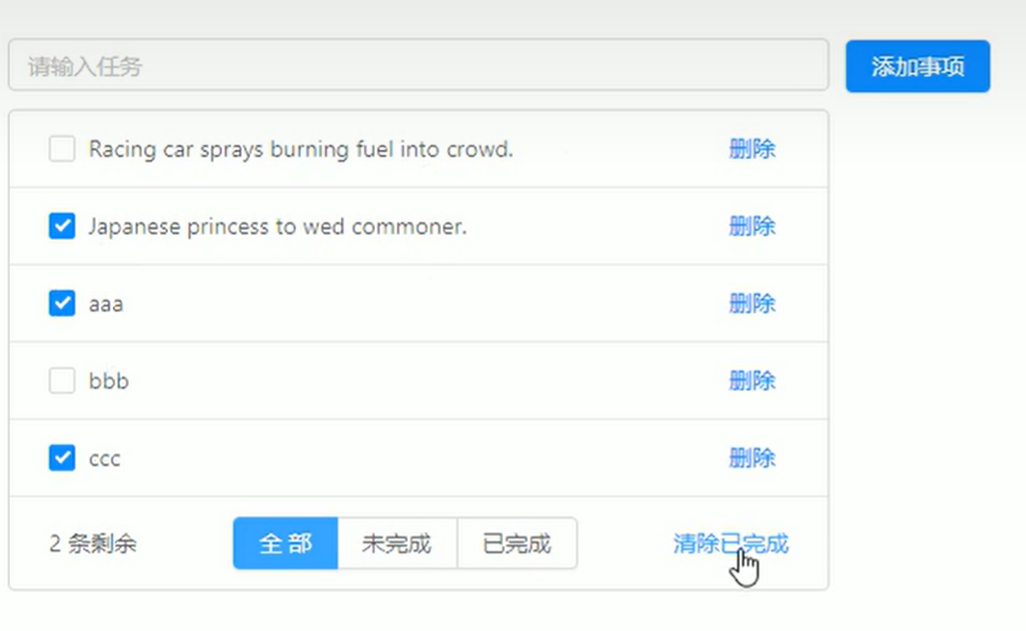 请输入任务 添加事项
Racing car sprays burning fuel into crowd. 删除
Japanese princess to wed commoner. 删除
aaa 删除
bbb 删除
ccc 删除
2 条剩余 全部 未完成 已完成 清除已完成